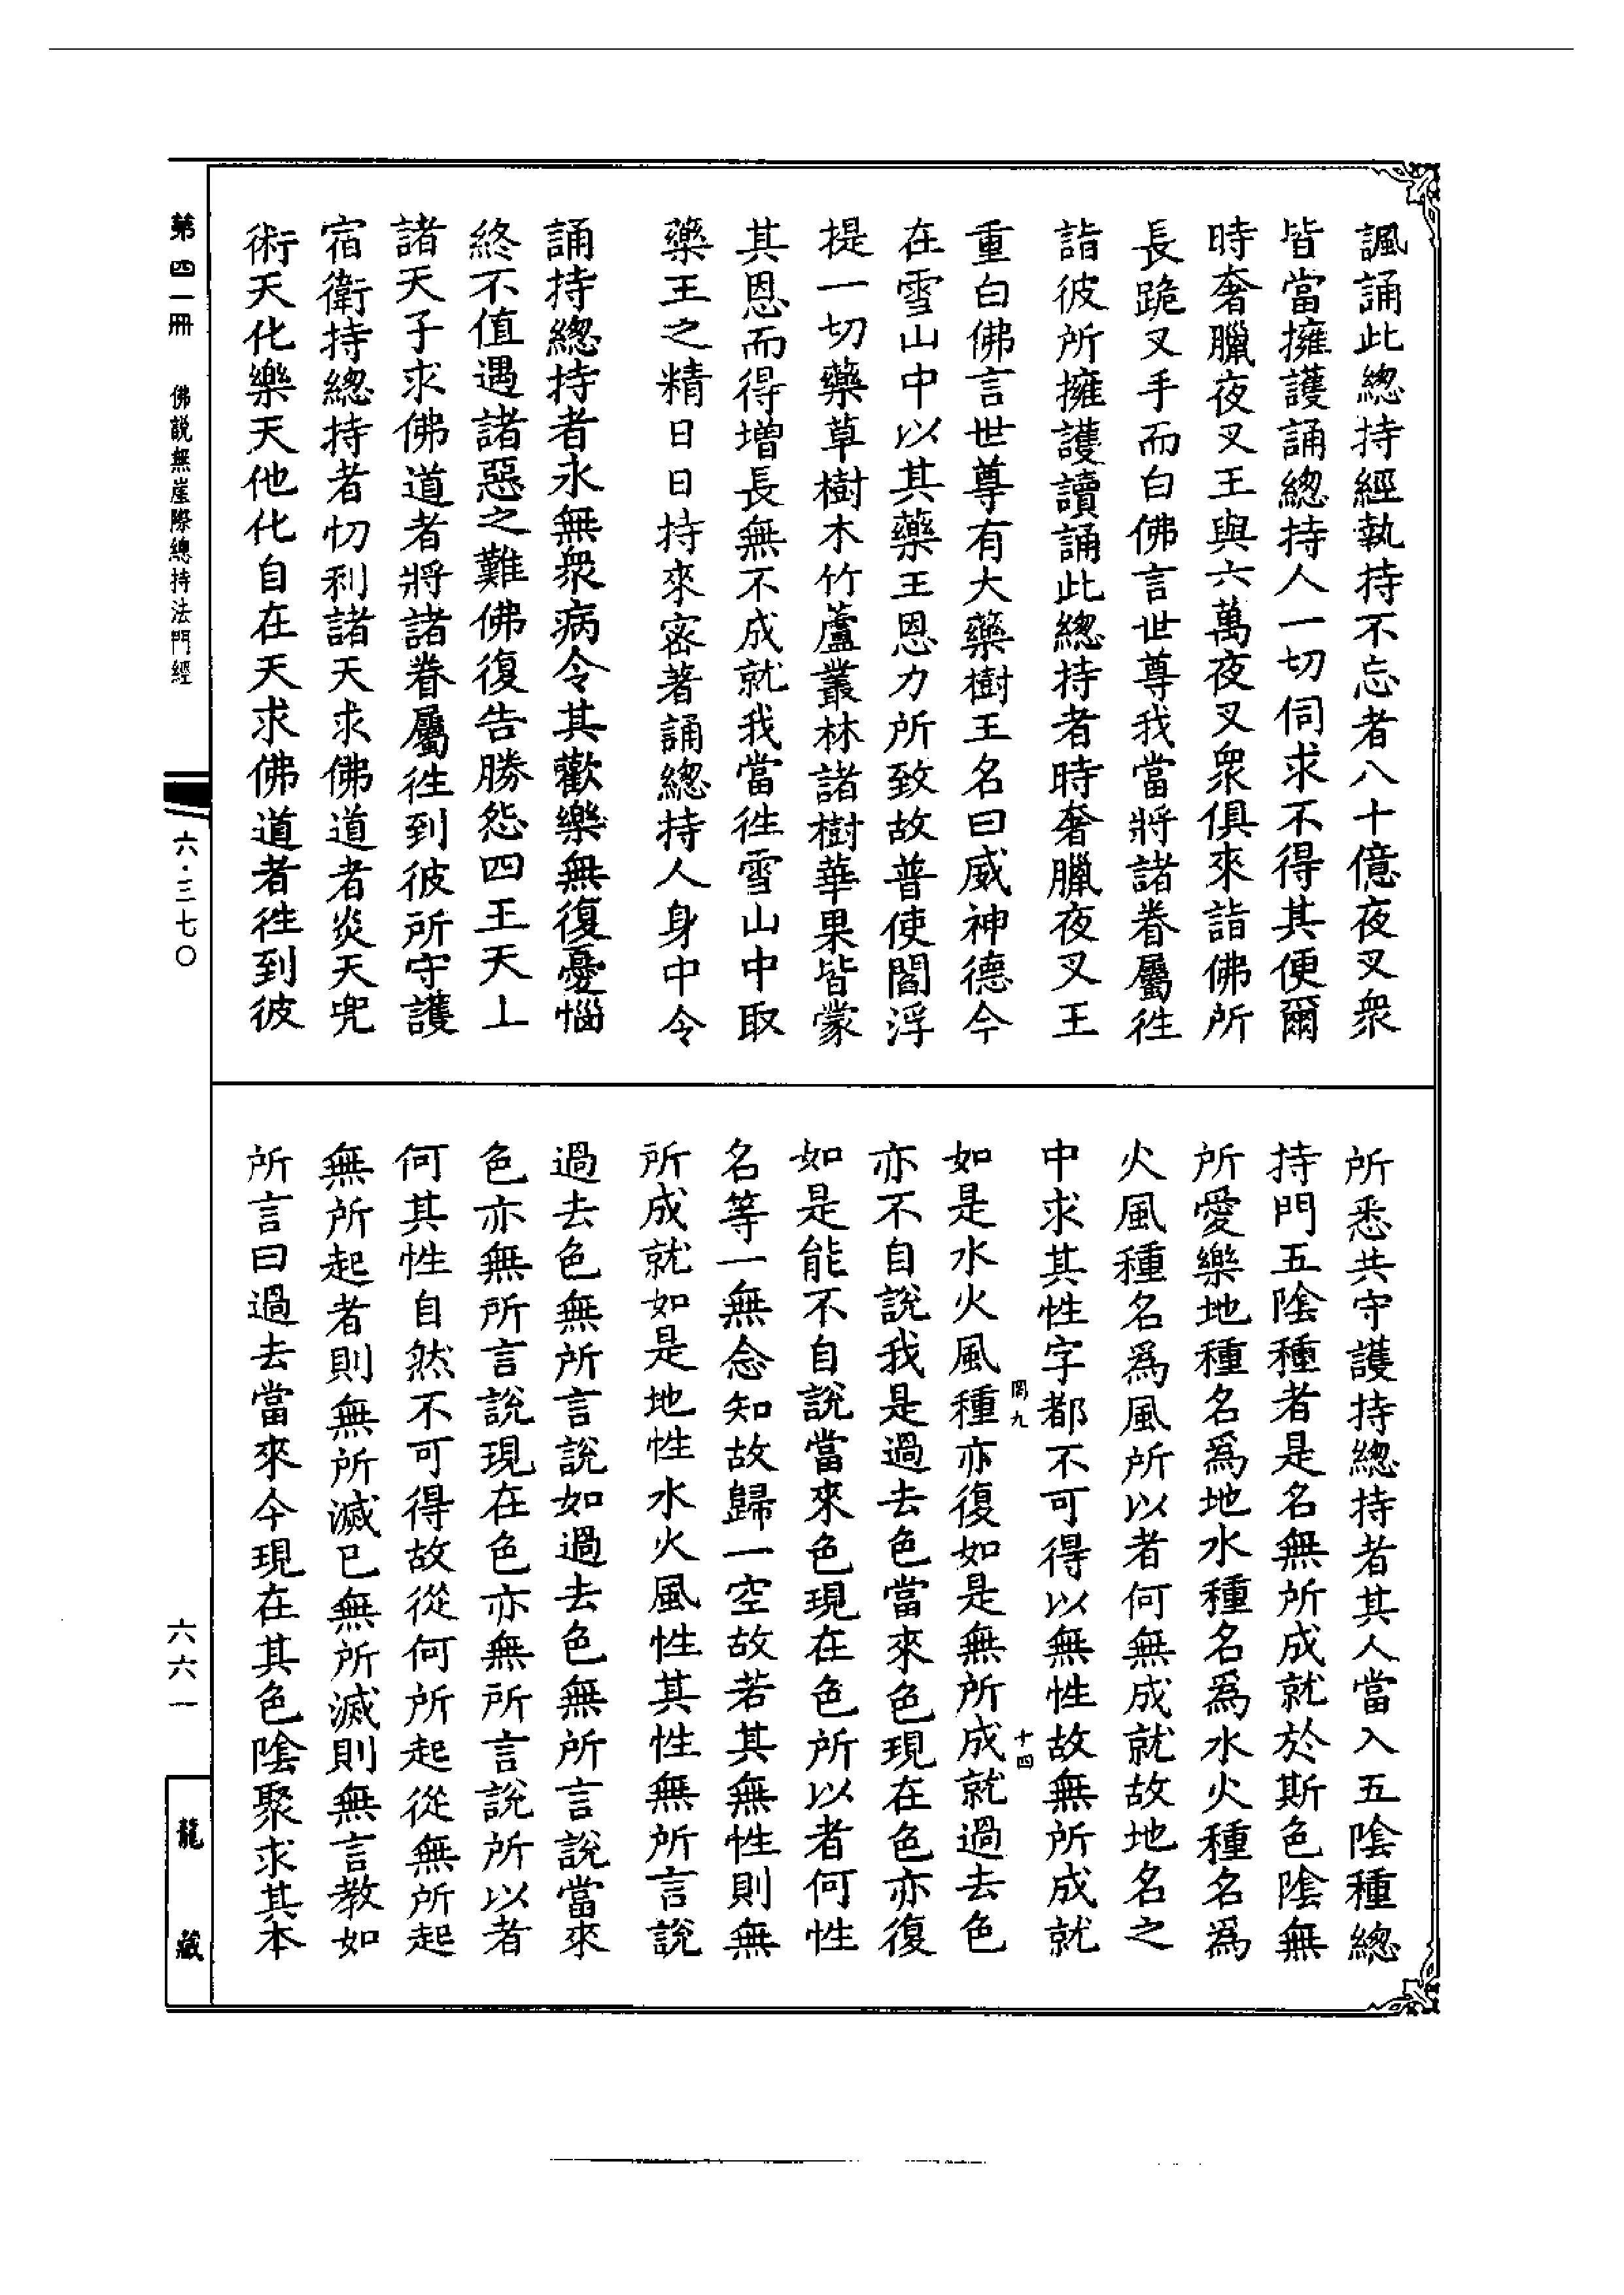 諷誦此總持經執持不忘者八十億夜叉衆
皆當擁護誦總持人一切伺求不得其便爾
時奢臘夜叉王與六萬夜叉衆俱來詣佛所
長跪叉手而白佛言世尊我當將諸眷屬徃
詣彼所擁護讀誦此總持者時奢臘夜叉王
重白佛言世尊有大藥樹王名曰威神德今
在雪山中以其藥王恩力所致故普使閻浮
提一切藥草樹木竹蘆叢林諸樹華果皆蒙
其恩而得增長無不成就我當徃雪山中取
藥王之精日日持來密著誦總持人身中令
誦持總持者永無衆病令其歡樂無復憂惱
終不值遇諸惡之難佛復告勝怨四王天上
諸天子求佛道者將諸眷屬徃到彼所守護
宿衛持總持者忉利諸天求佛道者炎天兜
術天化樂天他化自在天求佛道者徃到彼
所悉共守護持總持者其人當入五陰種總
持門五陰種者是名無所成就於斯色陰無
所愛樂地種名爲地水種名爲水火種名爲
火風種名爲風所以者何無成就故地名之
中求其性字都不可得以無性故無所成就
如是水火風種亦復如是無所成就過去色
罔九
十四
亦不自說我是過去色當來色現在色亦復
如是能不自說當來色現在色所以者何性
名等一無念知故歸一空故若其無性則無
所成就如是地性水火風性其性無所言說
過去色無所言說如過去色無所言說當來
色亦無所言說現在色亦無所言說所以者
何其性自然不可得故從何所起從無所起
無所起者則無所滅已無所滅則無言教如
所言曰過去當來今現在其色陰聚求其本
第四一冊
佛説無崖際總持法門經
六·三七〇
六六一
龍藏